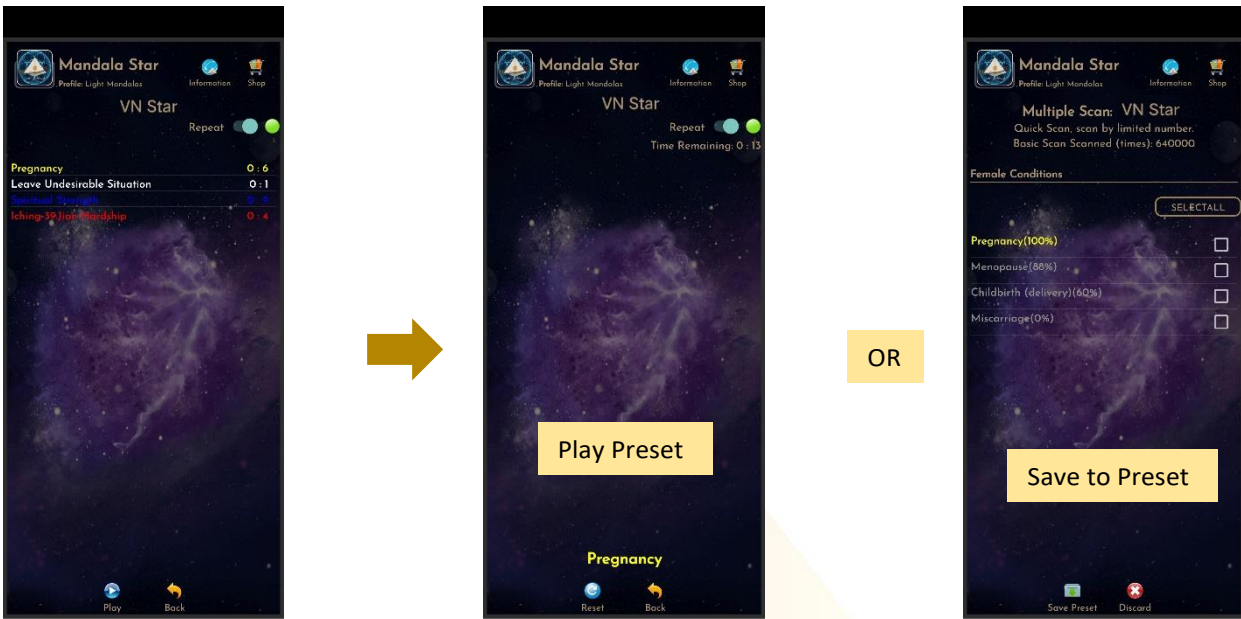 Mandala Star
Profile: Light Mandalas
Information
Shop
VN Star
Repeat
Pregnancy 0 : 6
Leave Undesirable Situation 0 : 1
Spiritual Strength
Iching-39 Jian Hardship 0 : 4
Play
Back
Mandala Star
Profile: Light Mandalas
Information
Shop
VN Star
Repeat
Time Remaining: 0 : 13
Play Preset
Pregnancy
Reset
Back
OR
Mandala Star
Profile: Light Mandalas
Information
Shop
Multiple Scan: VN Star
Quick Scan, scan by limited number.
Basic Scan Scanned (times): 640000
Female Conditions
SELECTALL
Pregnancy(100%)
Menopause(88%)
Childbirth (delivery)(60%)
Miscarriage(0%)
Save to Preset
Save Preset
Discard